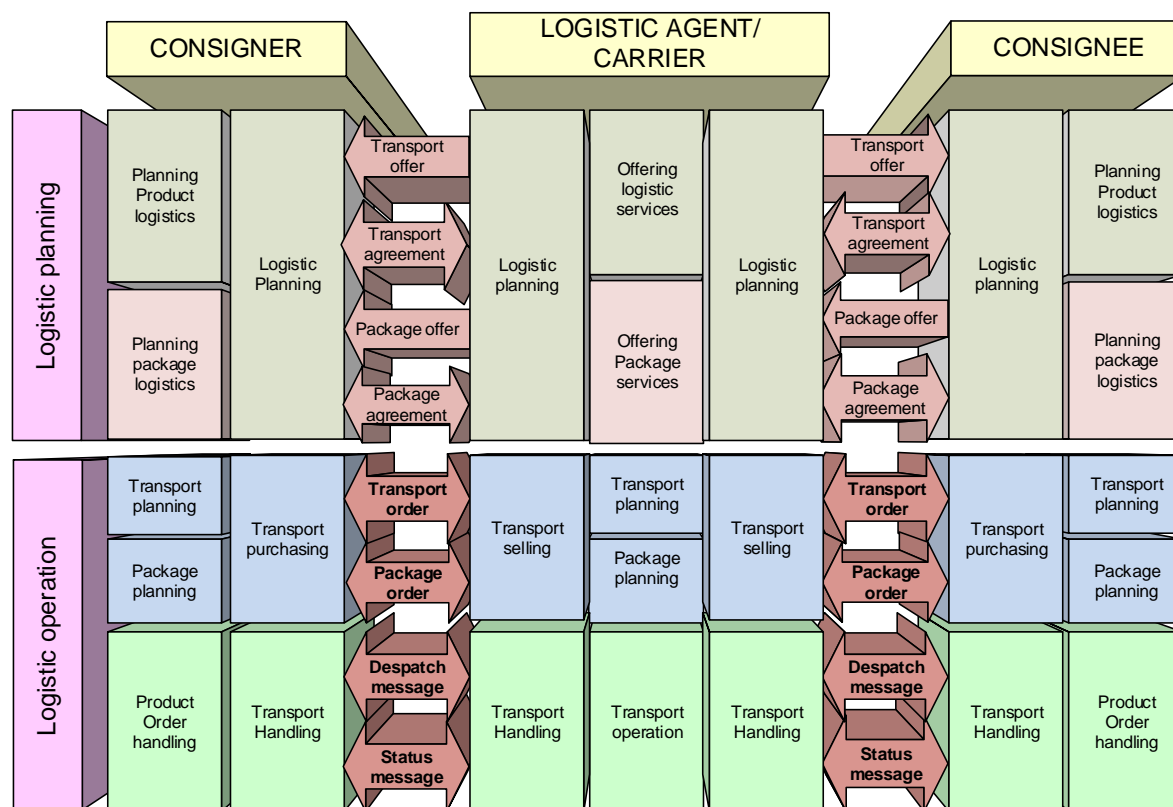 CONSIGNER
LOGISTIC AGENT/
CARRIER
CONSIGNEE
Logistic planning
Planning
Product
logistics
Planning
package
logistics
Logistic
Planning
Transport
offer
Transport
agreement
Package offer
Package
agreement
Logistic
planning
Offering
logistic
services
Offering
Package
services
Logistic
planning
Transport
offer
Transport
agreement
Package offer
Package
agreement
Logistic
planning
Planning
Product
logistics
Planning
package
logistics
Logistic operation
Transport
planning
Package
planning
Transport
purchasing
Transport
order
Package
order
Transport
selling
Transport
planning
Package
planning
Transport
selling
Transport
order
Package
order
Transport
purchasing
Transport
planning
Package
planning
Product
Order
handling
Transport
Handling
Despatch
message
Status
message
Transport
Handling
Transport
operation
Transport
Handling
Despatch
message
Status
message
Transport
Handling
Product
Order
handling